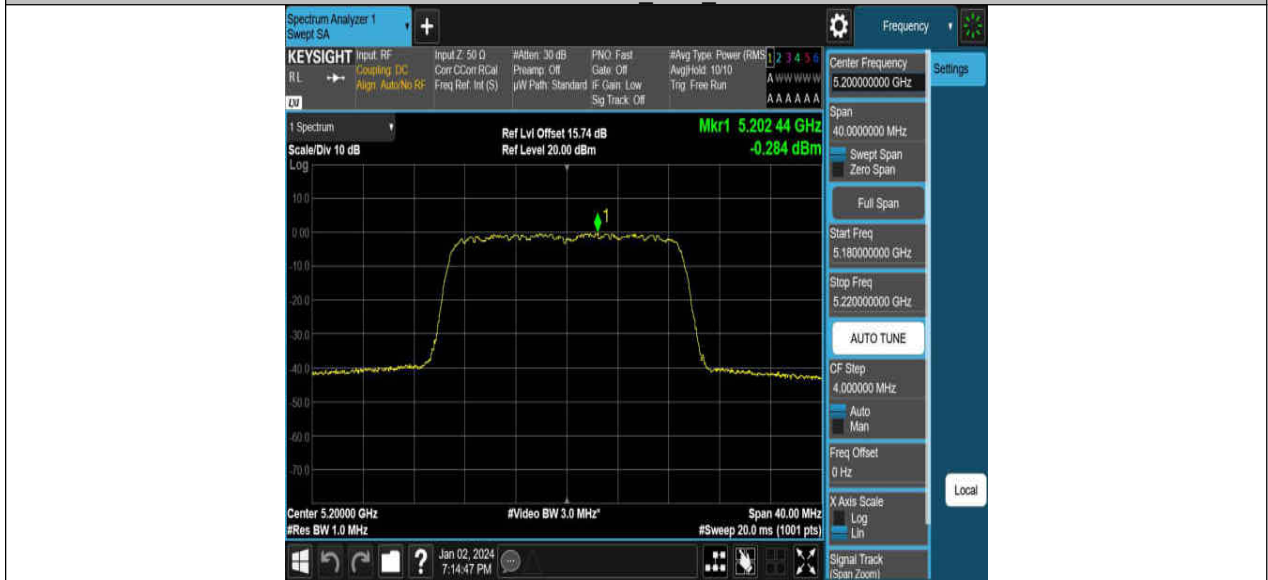 Spectrum Analyzer 1
Swept SA
+
Frequency
KEYSIGHT
RL
LXI
Input: RF
Coupling: DC
Align: Auto/No RF
Input Z: 50 Ω
Corr CCorr RCal
Freq Ref: Int (S)
#Atten: 30 dB
Preamp: Off
µW Path: Standard
PNO: Fast
Gate: Off
IF Gain: Low
Sig Track: Off
#Avg Type: Power (RMS
Avg|Hold: 10/10
Trig: Free Run
1 2 3 4 5 6
A W W W W W
A A A A A A
Center Frequency
5.200000000 GHz
Settings
Span
40.0000000 MHz
Swept Span
Zero Span
Full Span
Start Freq
5.180000000 GHz
Stop Freq
5.220000000 GHz
AUTO TUNE
CF Step
4.000000 MHz
Auto
Man
Freq Offset
0 Hz
X Axis Scale
Log
Lin
Signal Track
(Span Zoom)
Local
1 Spectrum
Scale/Div 10 dB
Log
Ref Lvl Offset 15.74 dB
Ref Level 20.00 dBm
Mkr1 5.202 44 GHz
-0.284 dBm
1
10.0
0.00
-10.0
-20.0
-30.0
-40.0
-50.0
-60.0
-70.0
Center 5.20000 GHz
#Res BW 1.0 MHz
#Video BW 3.0 MHz*
Span 40.00 MHz
#Sweep 20.0 ms (1001 pts)
?
Jan 02, 2024
7:14:47 PM